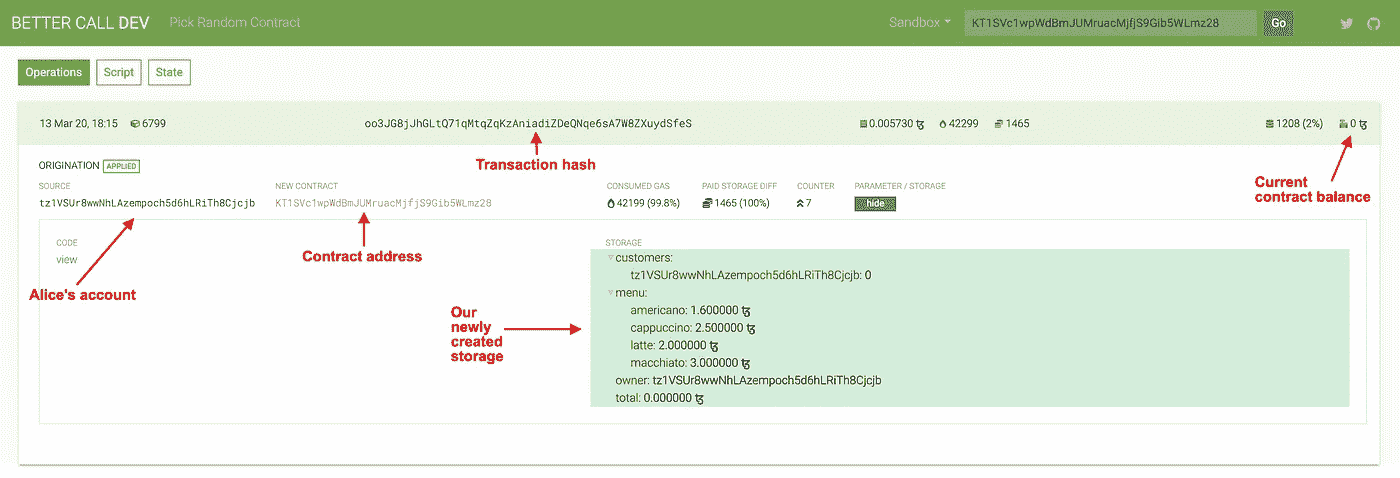 BETTER CALL DEV Pick Random Contract Sandbox KT1SVc1wpWdBmJUMruacMjfjS9Gib5WLmz28 Go
Operations Script State
13 Mar 20, 18:15 6799 oo3JG8jJhGLtQ71qMtqZqKzAniadiZDeQNqe6sA7W8ZXuydSfeS 0.005730 ꜩ 42299 1465 1208 (2%) 0 ꜩ
Transaction hash
ORIGINATION APPLIED
SOURCE NEW CONTRACT CONSUMED GAS PAID STORAGE DIFF COUNTER PARAMETER / STORAGE
tz1VSUr8wwNhLAzempoch5d6hLRiTh8Cjcjb KT1SVc1wpWdBmJUMruacMjfjS9Gib5WLmz28 42199 (99.8%) 1465 (100%) 7 hide
Current
contract balance
CODE STORAGE
view
Contract address
Alice's account
customers:
tz1VSUr8wwNhLAzempoch5d6hLRiTh8Cjcjb: 0
menu:
americano: 1.600000 ꜩ
cappuccino: 2.500000 ꜩ
latte: 2.000000 ꜩ
macchiato: 3.000000 ꜩ
owner: tz1VSUr8wwNhLAzempoch5d6hLRiTh8Cjcjb
total: 0.000000 ꜩ
Our
newly
created
storage